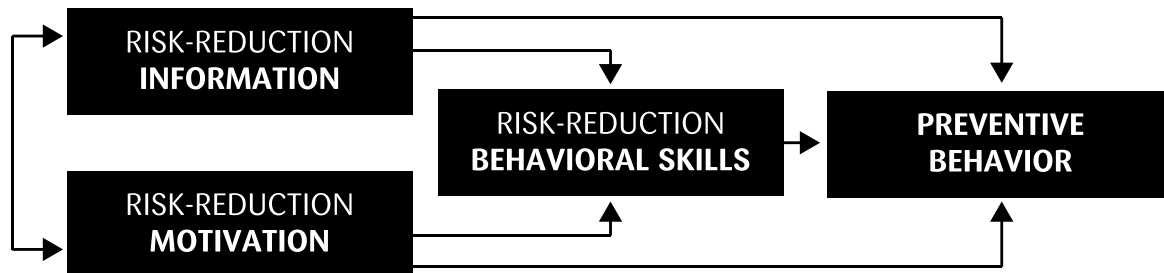 RISK-REDUCTION
INFORMATION
RISK-REDUCTION
BEHAVIORAL SKILLS
PREVENTIVE
BEHAVIOR
RISK-REDUCTION
MOTIVATION